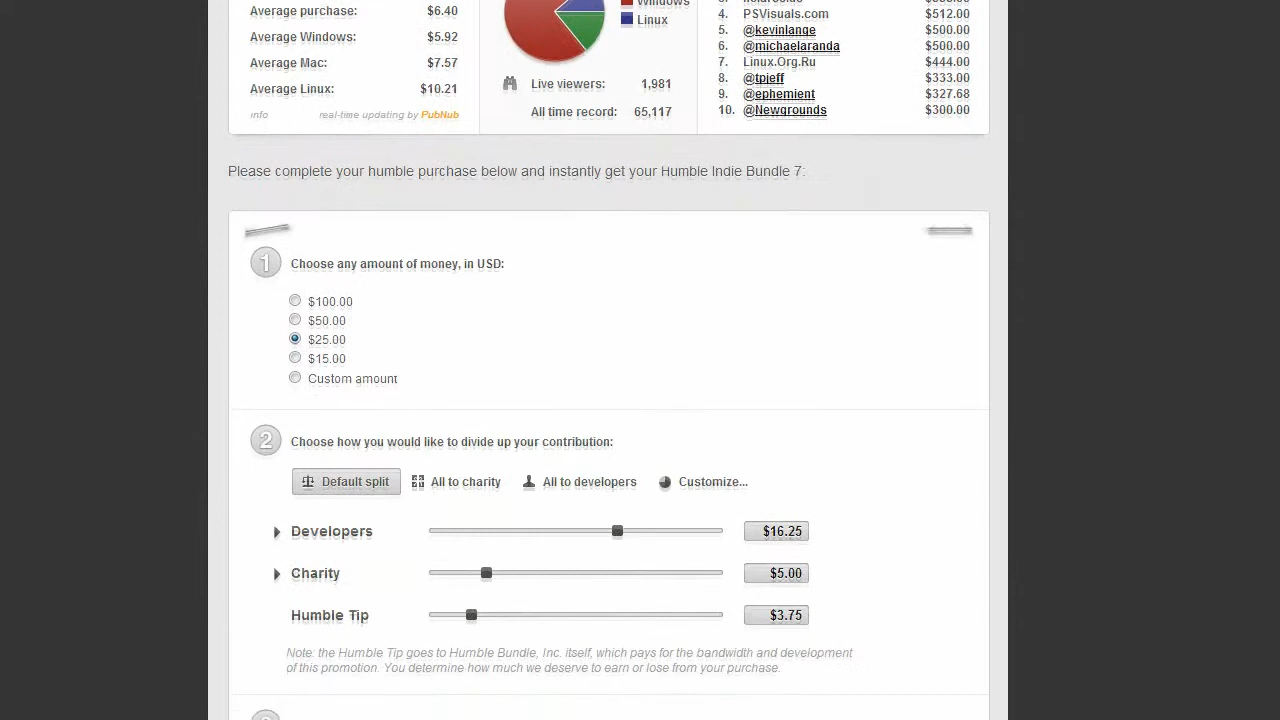 Average purchase: $6.40
Average Windows: $5.92
Average Mac: $7.57
Average Linux: $10.21
info real-time updating by PubNub
Windows
Linux
Live viewers: 1,981
All time record: 65,117
4. PSVisuals.com $512.00
5. @kevinlange $500.00
6. @michaelaranda $500.00
7. Linux.Org.Ru $444.00
8. @tpjeff $333.00
9. @ephemient $327.68
10. @Newgrounds $300.00
Please complete your humble purchase below and instantly get your Humble Indie Bundle 7:
1 Choose any amount of money, in USD:
$100.00
$50.00
$25.00
$15.00
Custom amount
2 Choose how you would like to divide up your contribution:
Default split All to charity All to developers Customize...
Developers $16.25
Charity $5.00
Humble Tip $3.75
Note: the Humble Tip goes to Humble Bundle, Inc. itself, which pays for the bandwidth and development
of this promotion. You determine how much we deserve to earn or lose from your purchase.